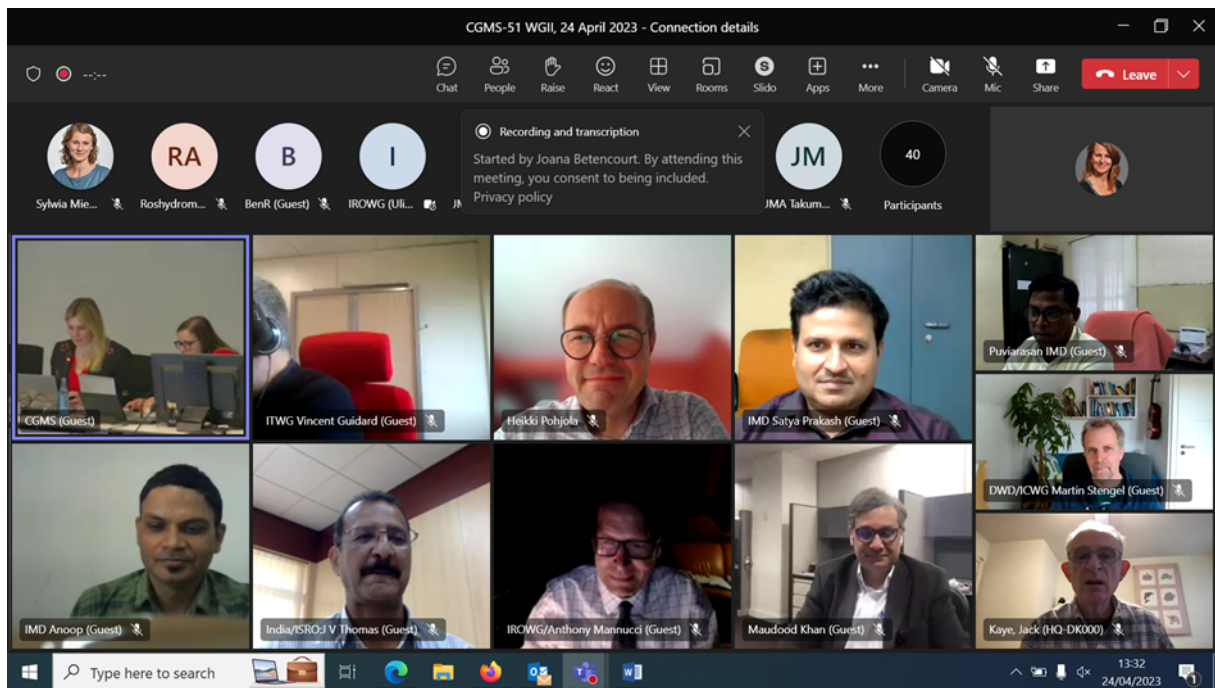 CGMS-51 WGII, 24 April 2023 - Connection details
--:--
Chat
People
Raise
React
View
Rooms
S
Slido
Apps
More
Camera
Mic
Share
Leave
RA
B
I
Recording and transcription
Started by Joana Betencourt. By attending this
meeting, you consent to being included.
Privacy policy
JM
40
Sylwia Mie...
Roshydrom...
BenR (Guest)
IROWG (Uli...
JMA Takum...
Participants
CGMS (Guest)
ITWG Vincent Guidard (Guest)
Heikki Pohjola
IMD Satya Prakash (Guest)
Puviarasan IMD (Guest)
DWD/ICWG Martin Stengel (Guest)
IMD Anoop (Guest)
India/ISRO:J V Thomas (Guest)
IROWG/Anthony Mannucci (Guest)
Maudood Khan (Guest)
Kaye, Jack (HQ-DK000)
Type here to search
13:32
24/04/2023
1